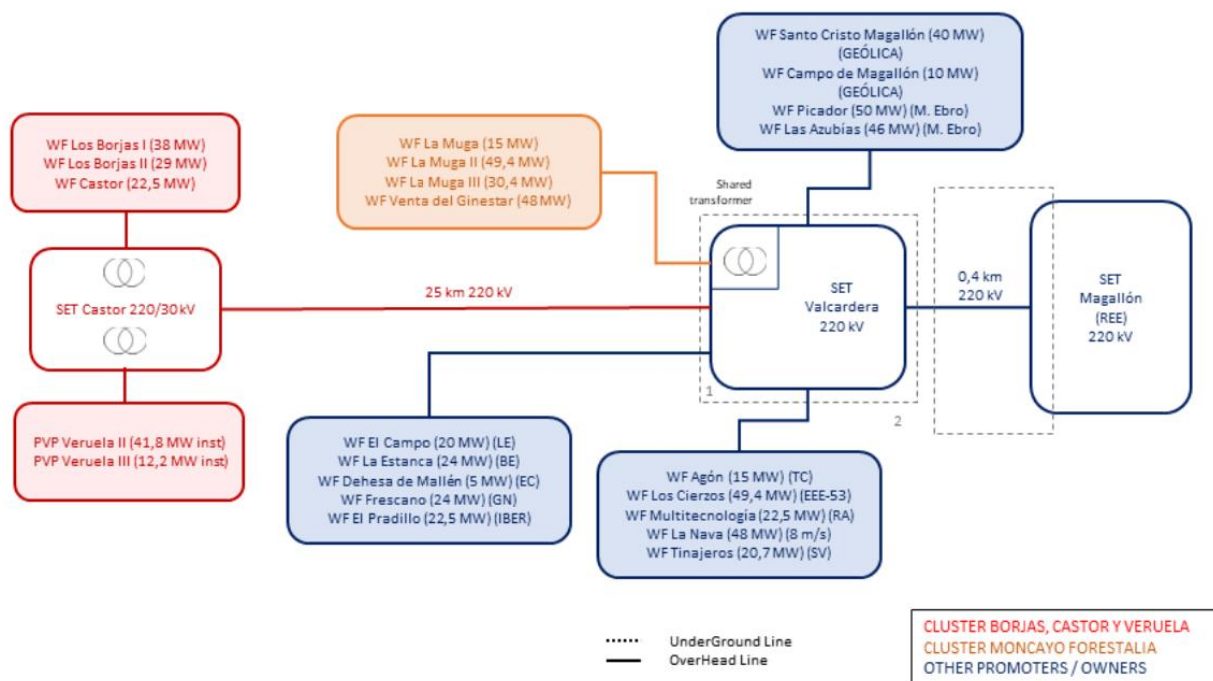 WF Santo Cristo Magallón (40 MW)
(GEÓLICA)
WF Campo de Magallón (10 MW)
(GEÓLICA)
WF Picador (50 MW) (M. Ebro)
WF Las Azubías (46 MW) (M. Ebro)
WF Los Borjas I (38 MW)
WF Los Borjas II (29 MW)
WF Castor (22,5 MW)
WF La Muga (15 MW)
WF La Muga II (49,4 MW)
WF La Muga III (30,4 MW)
WF Venta del Ginestar (48 MW)
Shared
transformer
SET Castor 220/30 kV
25 km 220 kV
SET
Valcardera
220 kV
0,4 km
220 kV
SET
Magallón
(REE)
220 kV
1
2
PVP Veruela II (41,8 MW inst)
PVP Veruela III (12,2 MW inst)
WF El Campo (20 MW) (LE)
WF La Estanca (24 MW) (BE)
WF Dehesa de Mallén (5 MW) (EC)
WF Frescano (24 MW) (GN)
WF El Pradillo (22,5 MW) (IBER)
WF Agón (15 MW) (TC)
WF Los Cierzos (49,4 MW) (EEE-53)
WF Multitecnología (22,5 MW) (RA)
WF La Nava (48 MW) (8 m/s)
WF Tinajeros (20,7 MW) (SV)
UnderGround Line
OverHead Line
CLUSTER BORJAS, CASTOR Y VERUELA
CLUSTER MONCAYO FORESTALIA
OTHER PROMOTERS / OWNERS